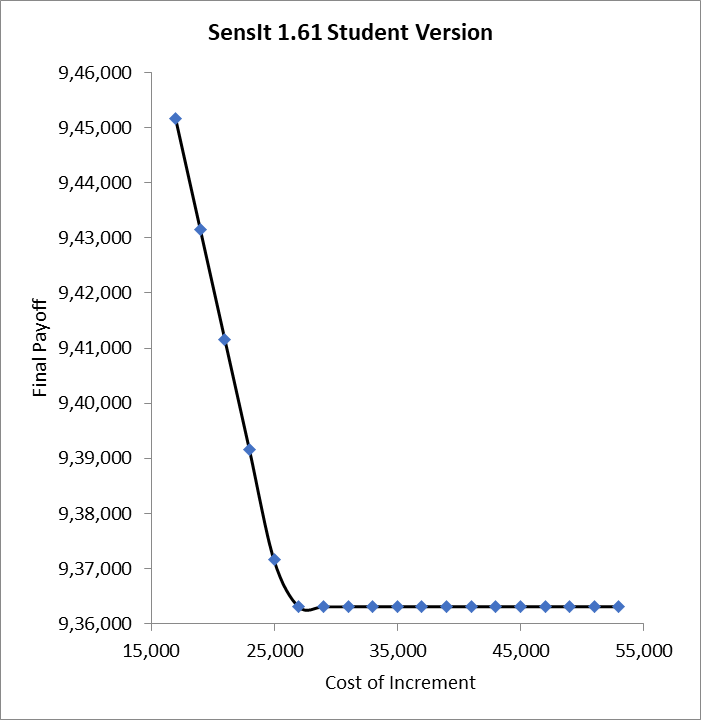 SensIt 1.61 Student Version
9,46,000
9,45,000
9,44,000
9,43,000
9,42,000
9,41,000
9,40,000
9,39,000
9,38,000
9,37,000
9,36,000
Final Payoff
15,000 25,000 35,000 45,000 55,000
Cost of Increment